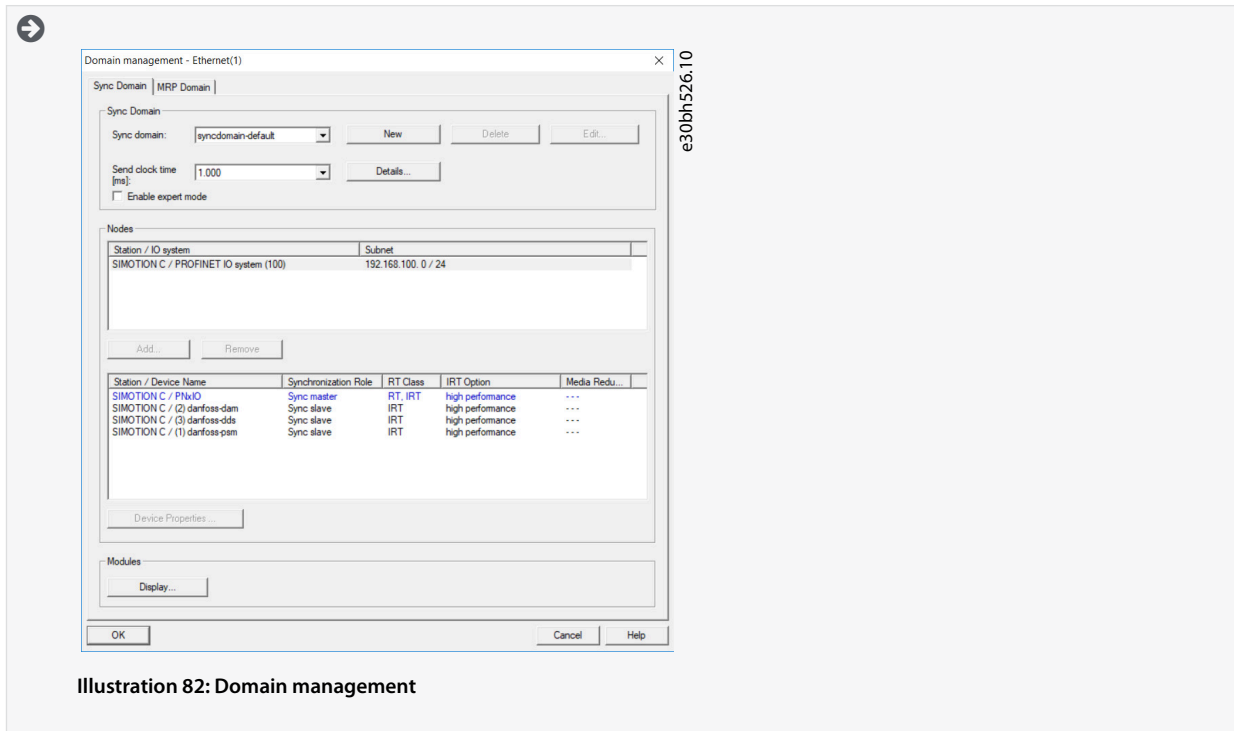 Domain management - Ethernet(1)
e30bh526.10
Sync Domain MRP Domain
Sync Domain
Sync domain: syncdomain-default New Delete Edit...
Send clock time
[ms]: 1.000 Details...
Enable expert mode
Nodes
Station / IO system Subnet
SIMOTION C / PROFINET IO system (100) 192.168.100. 0 / 24
Add... Remove
Station / Device Name Synchronization Role RT Class IRT Option Media Redu...
SIMOTION C / PNxIO Sync master RT, IRT high performance ---
SIMOTION C / (2) danfoss-dam Sync slave IRT high performance ---
SIMOTION C / (3) danfoss-dds Sync slave IRT high performance ---
SIMOTION C / (1) danfoss-psm Sync slave IRT high performance ---
Device Properties ...
Modules
Display...
OK Cancel Help
Illustration 82: Domain management